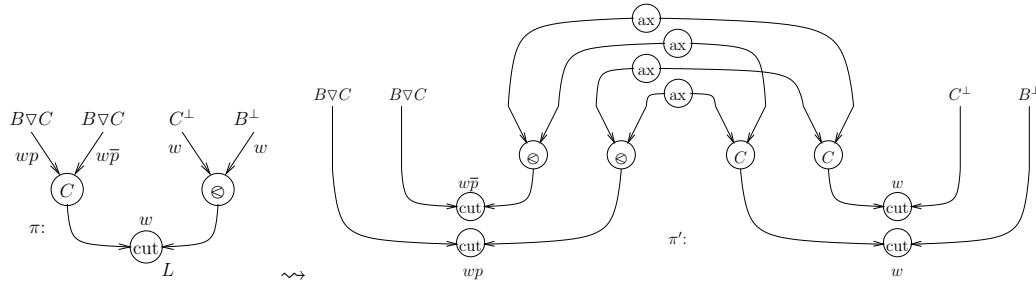 ax
ax
ax
ax
B▽C B▽C C⊥ B⊥
B▽C B▽C C⊥ B⊥
wp wp̅ w w
⧀ ⧀ C C
wp̅ w
C ⧀
cut cut
π: w
cut cut cut π′:
L wp w
⇝